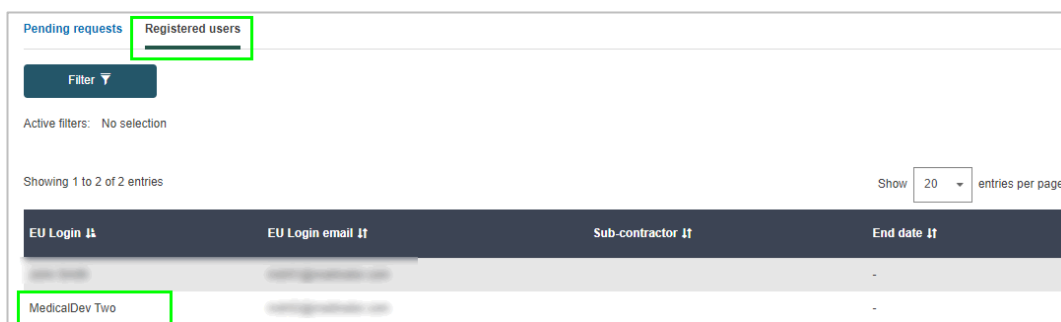 Pending requests Registered users
Filter
Active filters: No selection
Showing 1 to 2 of 2 entries Show 20 entries per page
EU Login EU Login email Sub-contractor End date
-
MedicalDev Two -